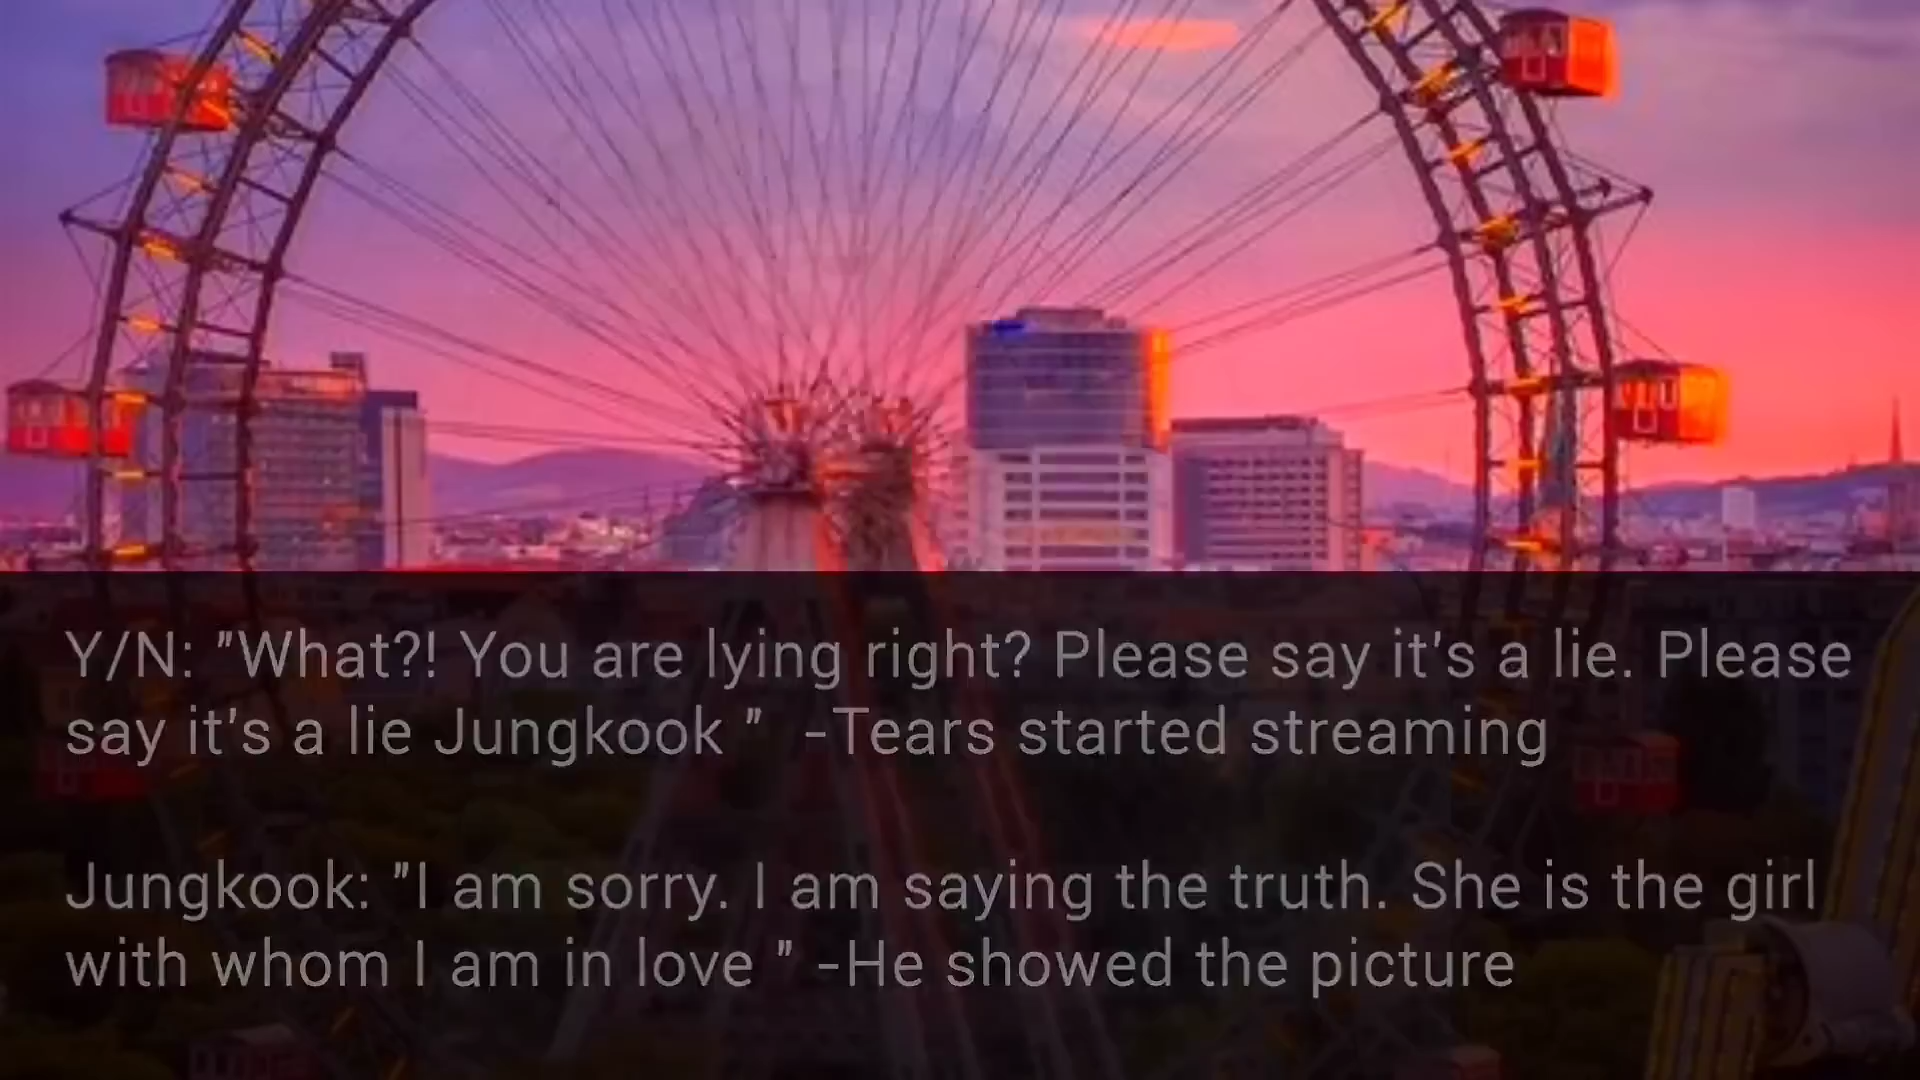 Y/N: "What?! You are lying right? Please say it's a lie. Please
say it's a lie Jungkook "  -Tears started streaming
Jungkook: "I am sorry. I am saying the truth. She is the girl
with whom I am in love " -He showed the picture